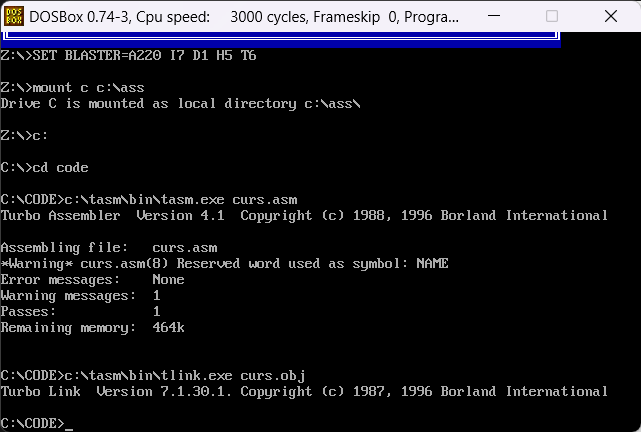 DOS
BOX
DOSBox 0.74-3, Cpu speed:     3000 cycles, Frameskip  0, Progra...
Z:\>SET BLASTER=A220 I7 D1 H5 T6
Z:\>mount c c:\ass
Drive C is mounted as local directory c:\ass\
Z:\>c:
C:\>cd code
C:\CODE>c:\tasm\bin\tasm.exe curs.asm
Turbo Assembler  Version 4.1  Copyright (c) 1988, 1996 Borland International
Assembling file:   curs.asm
*Warning* curs.asm(8) Reserved word used as symbol: NAME
Error messages:    None
Warning messages:  1
Passes:            1
Remaining memory:  464k
C:\CODE>c:\tasm\bin\tlink.exe curs.obj
Turbo Link  Version 7.1.30.1. Copyright (c) 1987, 1996 Borland International
C:\CODE>_